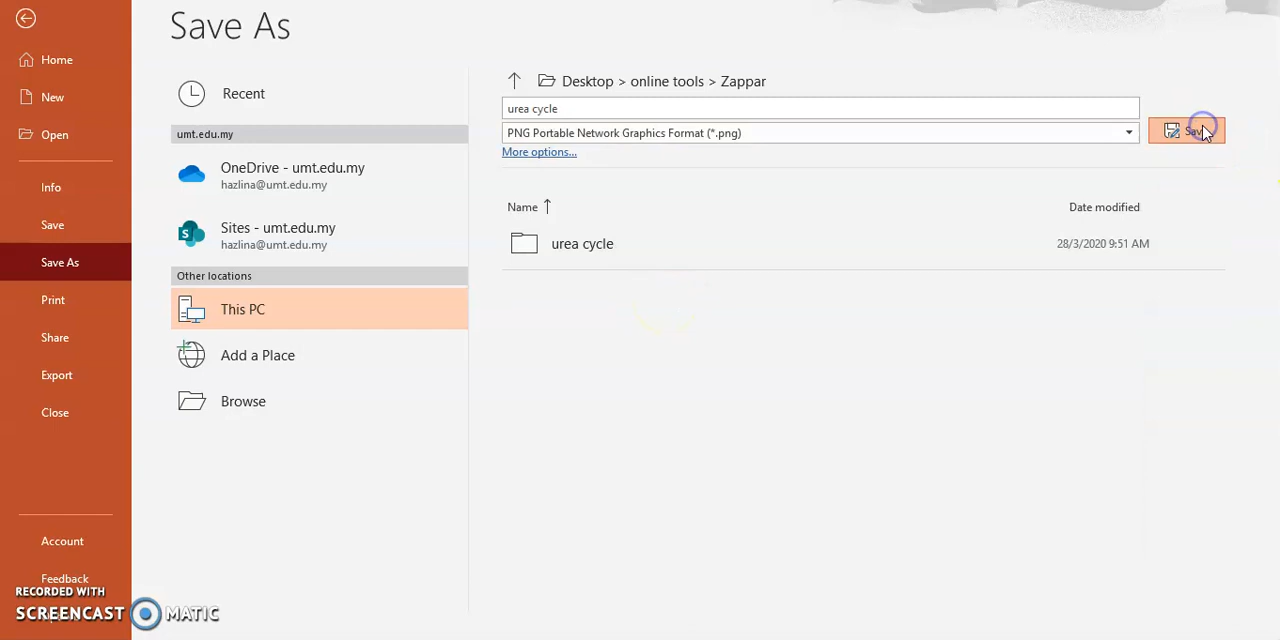 Save As
Home
New
Open
Info
Save
Save As
Print
Share
Export
Close
Account
Feedback
Recent
umt.edu.my
OneDrive - umt.edu.my
hazlina@umt.edu.my
Sites - umt.edu.my
hazlina@umt.edu.my
Other locations
This PC
Add a Place
Browse
Desktop > online tools > Zappar
urea cycle
PNG Portable Network Graphics Format (*.png)
Save
More options...
Name
Date modified
urea cycle
28/3/2020 9:51 AM
RECORDED WITH
SCREENCAST MATIC